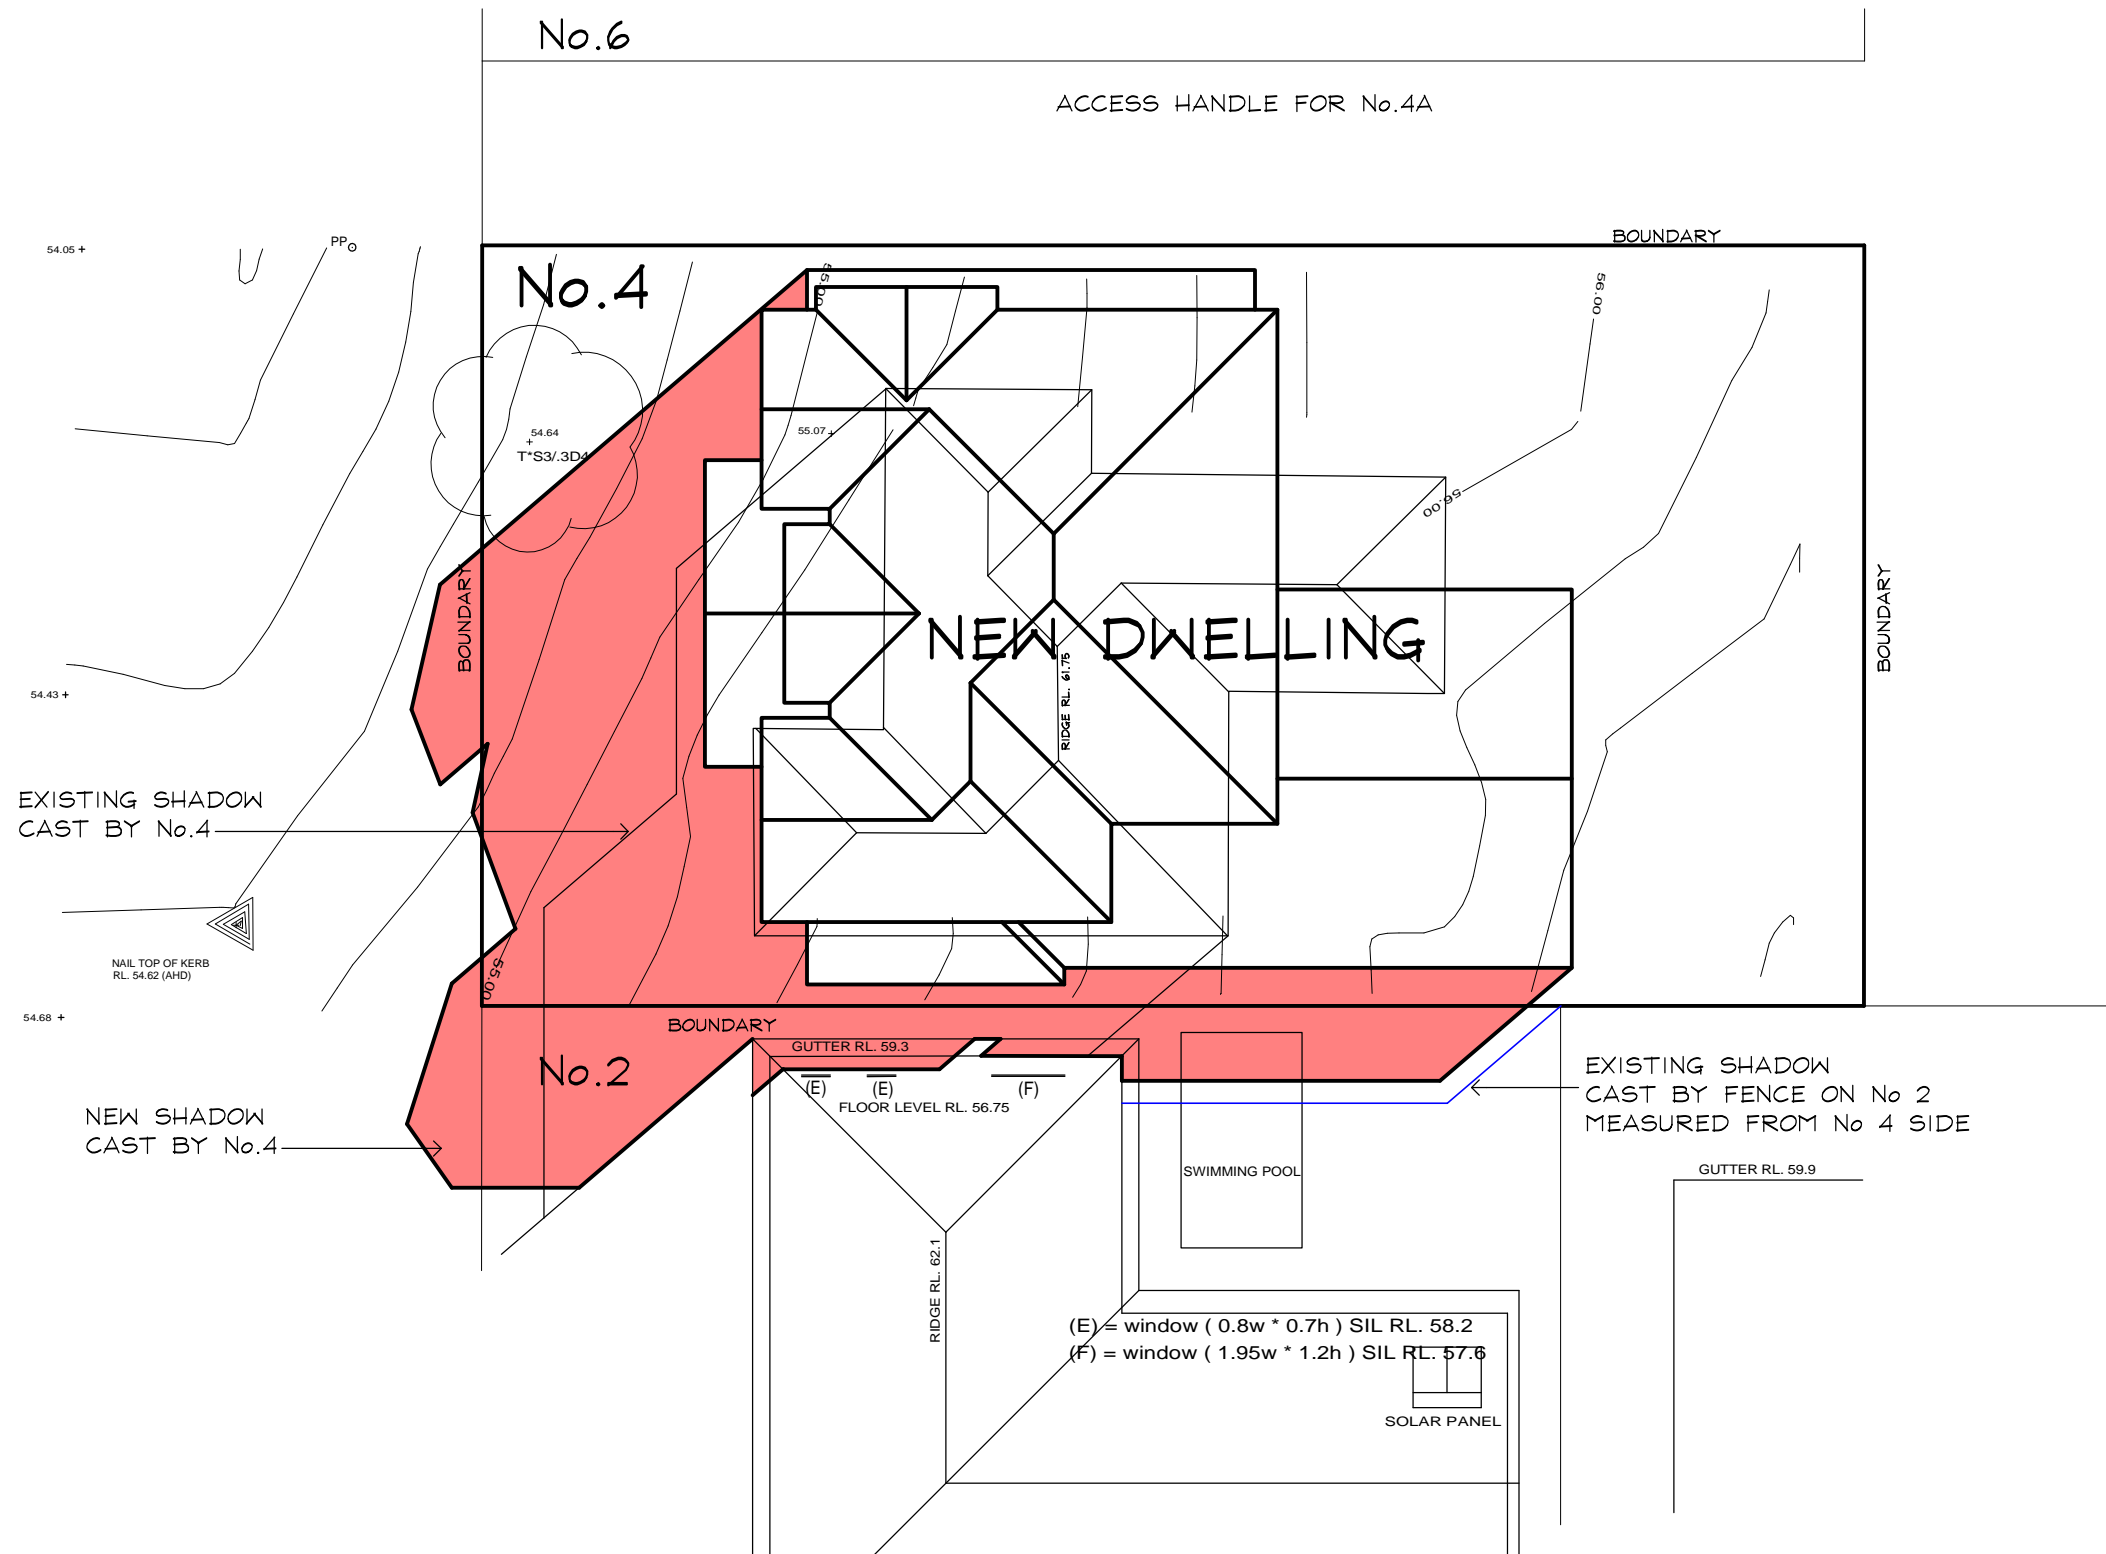 No.6
ACCESS HANDLE FOR No.4A
BOUNDARY
54.05 +
PP
No.4
55.00
56.00
54.64
+
T*S3/.3D4
55.07 +
56.00
BOUNDARY
BOUNDARY
NEW DWELLING
RIDGE RL. 61.75
54.43 +
EXISTING SHADOW
CAST BY No.4
NAIL TOP OF KERB
RL. 54.62 (AHD)
55.00
54.68 +
BOUNDARY
GUTTER RL. 59.3
No.2
(E)
(E)
(F)
FLOOR LEVEL RL. 56.75
EXISTING SHADOW
CAST BY FENCE ON No 2
MEASURED FROM No 4 SIDE
NEW SHADOW
CAST BY No.4
SWIMMING POOL
GUTTER RL. 59.9
RIDGE RL. 62.1
(E) = window ( 0.8w * 0.7h ) SIL RL. 58.2
(F) = window ( 1.95w * 1.2h ) SIL RL. 57.6
SOLAR PANEL